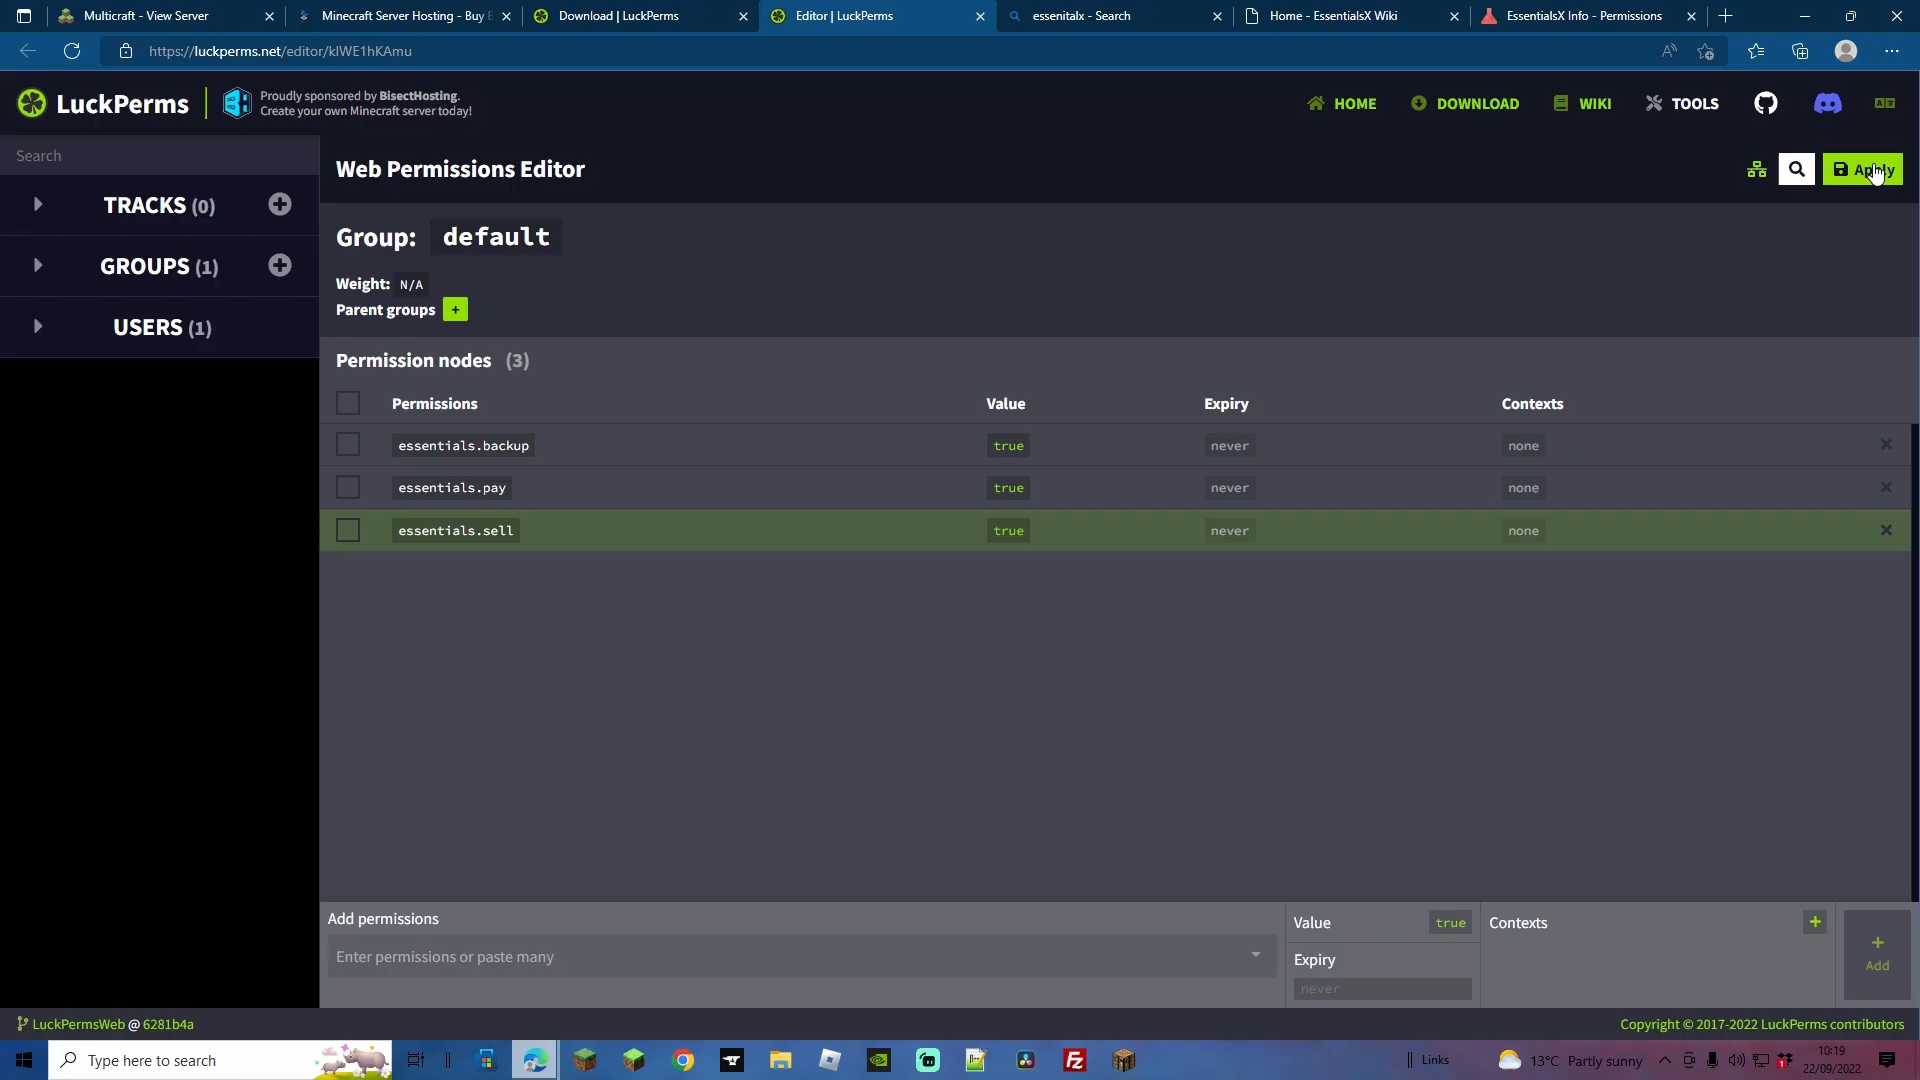 Multicraft - View Server
Minecraft Server Hosting - Buy B
Download | LuckPerms
Editor | LuckPerms
essenitalx - Search
Home - EssentialsX Wiki
EssentialsX Info - Permissions
https://luckperms.net/editor/klWE1hKAmu
LuckPerms
Proudly sponsored by BisectHosting.
Create your own Minecraft server today!
HOME
DOWNLOAD
WIKI
TOOLS
Search
Web Permissions Editor
Apply
TRACKS (0)
GROUPS (1)
USERS (1)
Group: default
Weight: N/A
Parent groups +
Permission nodes (3)
Permissions Value Expiry Contexts
essentials.backup true never none
essentials.pay true never none
essentials.sell true never none
Add permissions
Enter permissions or paste many
Value true
Expiry
never
Contexts +
+
Add
LuckPermsWeb @ 6281b4a
Copyright © 2017-2022 LuckPerms contributors
Type here to search
Links
13°C Partly sunny
10:19
22/09/2022